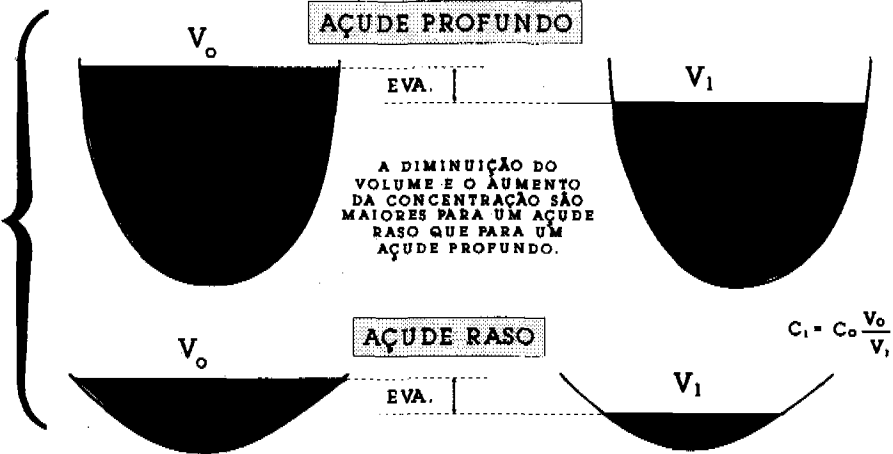 AÇUDE PROFUNDO
V₀
EVA.
V₁
A DIMINUIÇÃO DO
VOLUME E O AUMENTO
DA CONCENTRAÇÃO SÃO
MAIORES PARA UM AÇUDE
RASO QUE PARA UM
AÇUDE PROFUNDO.
AÇUDE RASO
C₁ = C₀ V₀/V₁
V₀
EVA.
V₁